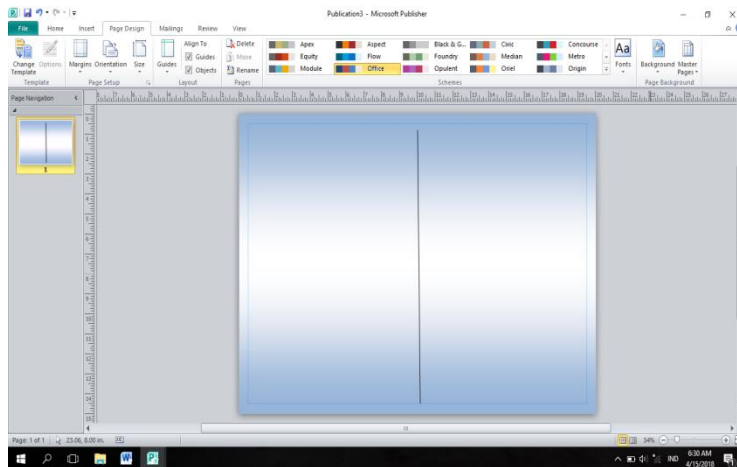 Publication3 - Microsoft Publisher
File Home Insert Page Design Mailings Review View
Change Template
Options
Margins
Orientation
Size
Guides
Align To
Guides
Objects
Delete
Move
Rename
Apex Aspect Black & G... Civic Concourse
Equity Flow Foundry Median Metro
Module Office Opulent Oriel Origin
Fonts
Background
Master Pages
Template Page Setup Layout Pages Schemes Page Background
Page Navigation
1
Page: 1 of 1
23.06, 8.00 in.
34%
IND
6:30 AM
4/15/2018